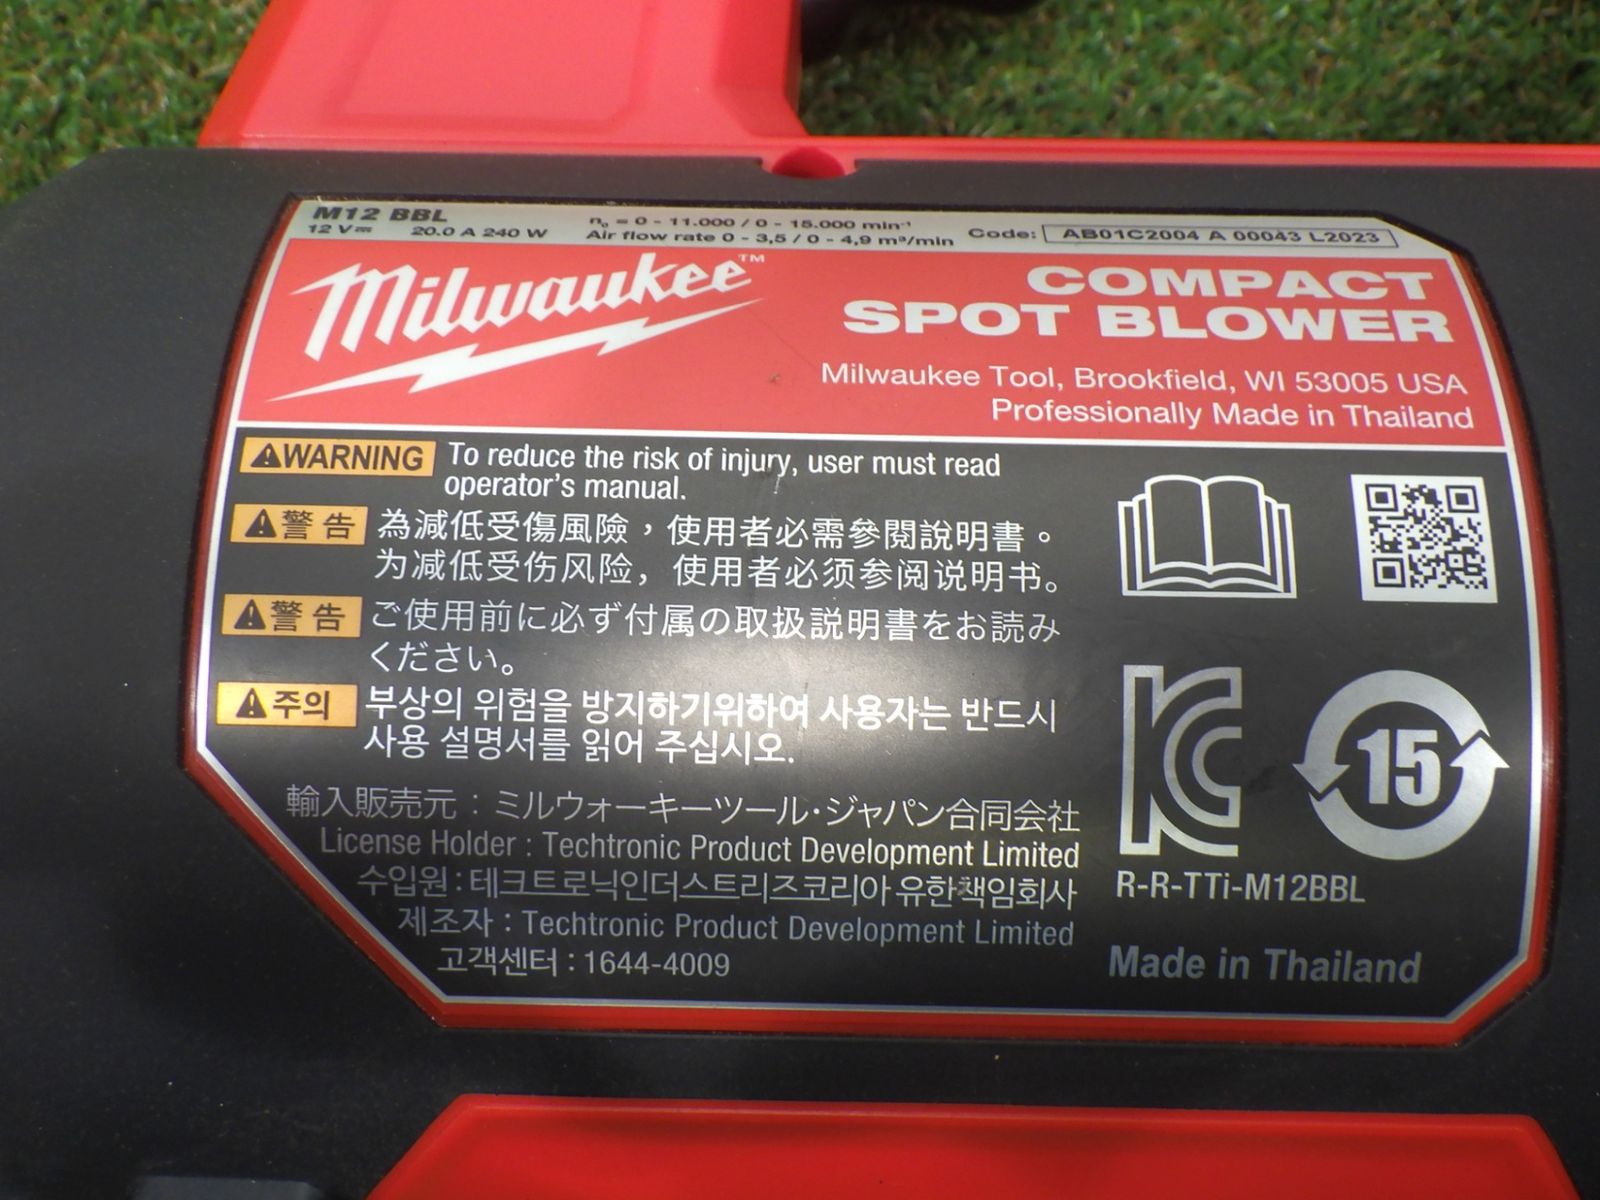 M12 BBL
12 V⎓ 20.0 A 240 W
n₀ = 0 - 11.000 / 0 - 15.000 min⁻¹
Air flow rate 0 - 3,5 / 0 - 4,9 m³/min
Code: AB01C2004 A 00043 L2023
Milwaukee™
COMPACT
SPOT BLOWER
Milwaukee Tool, Brookfield, WI 53005 USA
Professionally Made in Thailand
⚠WARNING To reduce the risk of injury, user must read
operator's manual.
⚠警告 為減低受傷風險，使用者必需參閱說明書。
为减低受伤风险，使用者必须参阅说明书。
⚠警告 ご使用前に必ず付属の取扱説明書をお読み
ください。
⚠주의 부상의 위험을 방지하기위하여 사용자는 반드시
사용 설명서를 읽어 주십시오.
輸入販売元：ミルウォーキーツール・ジャパン合同会社
License Holder : Techtronic Product Development Limited
수입원 : 테크트로닉인더스트리즈코리아 유한책임회사
제조자 : Techtronic Product Development Limited
고객센터 : 1644-4009
15
R-R-TTi-M12BBL
Made in Thailand